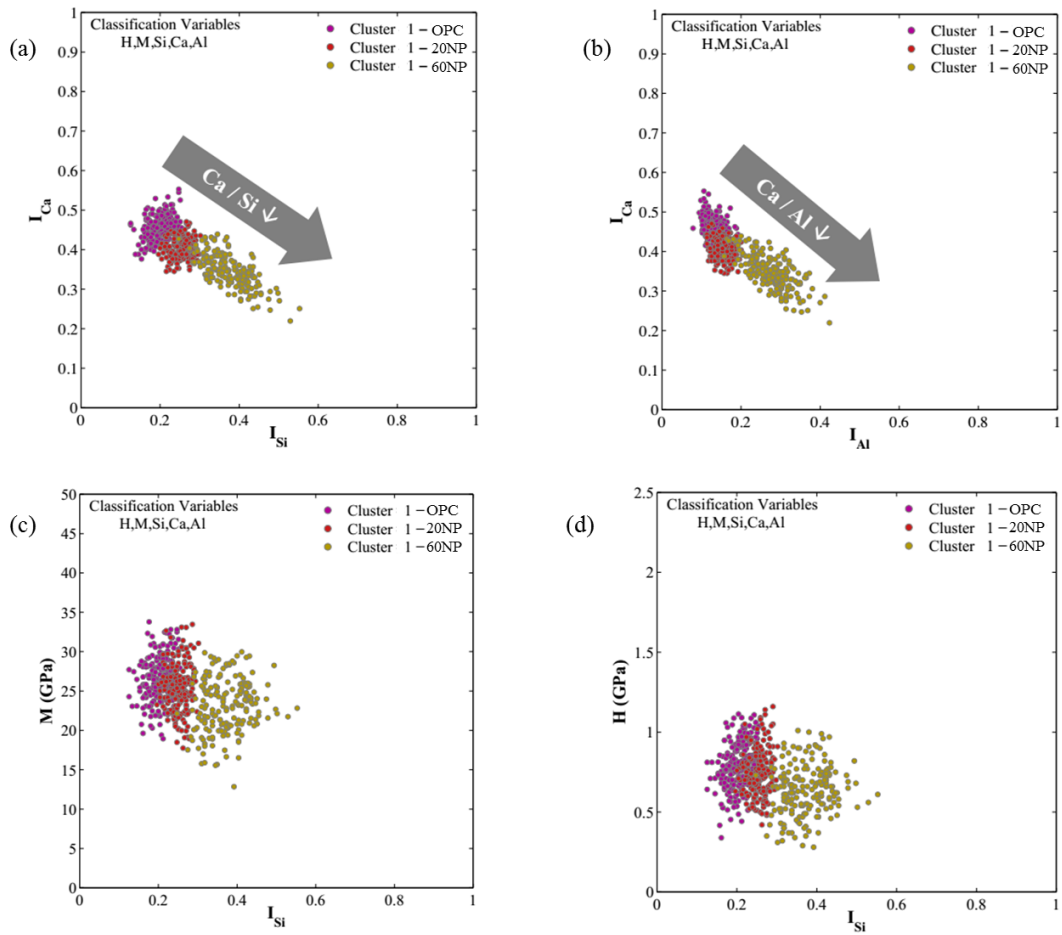 (a)
Classification Variables
H,M,Si,Ca,Al
Cluster 1 – OPC
Cluster 1 – 20NP
Cluster 1 – 60NP
Ca / Si ↓
1
0.9
0.8
0.7
0.6
0.5
0.4
0.3
0.2
0.1
0
I_Ca
0
0.2
0.4
0.6
0.8
1
I_Si
(b)
Classification Variables
H,M,Si,Ca,Al
Cluster 1 – OPC
Cluster 1 – 20NP
Cluster 1 – 60NP
Ca / Al ↓
1
0.9
0.8
0.7
0.6
0.5
0.4
0.3
0.2
0.1
0
I_Ca
0
0.2
0.4
0.6
0.8
1
I_Al
(c)
Classification Variables
H,M,Si,Ca,Al
Cluster 1 – OPC
Cluster 1 – 20NP
Cluster 1 – 60NP
50
45
40
35
30
25
20
15
10
5
0
M (GPa)
0
0.2
0.4
0.6
0.8
1
I_Si
(d)
Classification Variables
H,M,Si,Ca,Al
Cluster 1 – OPC
Cluster 1 – 20NP
Cluster 1 – 60NP
2.5
2
1.5
1
0.5
0
H (GPa)
0
0.2
0.4
0.6
0.8
1
I_Si